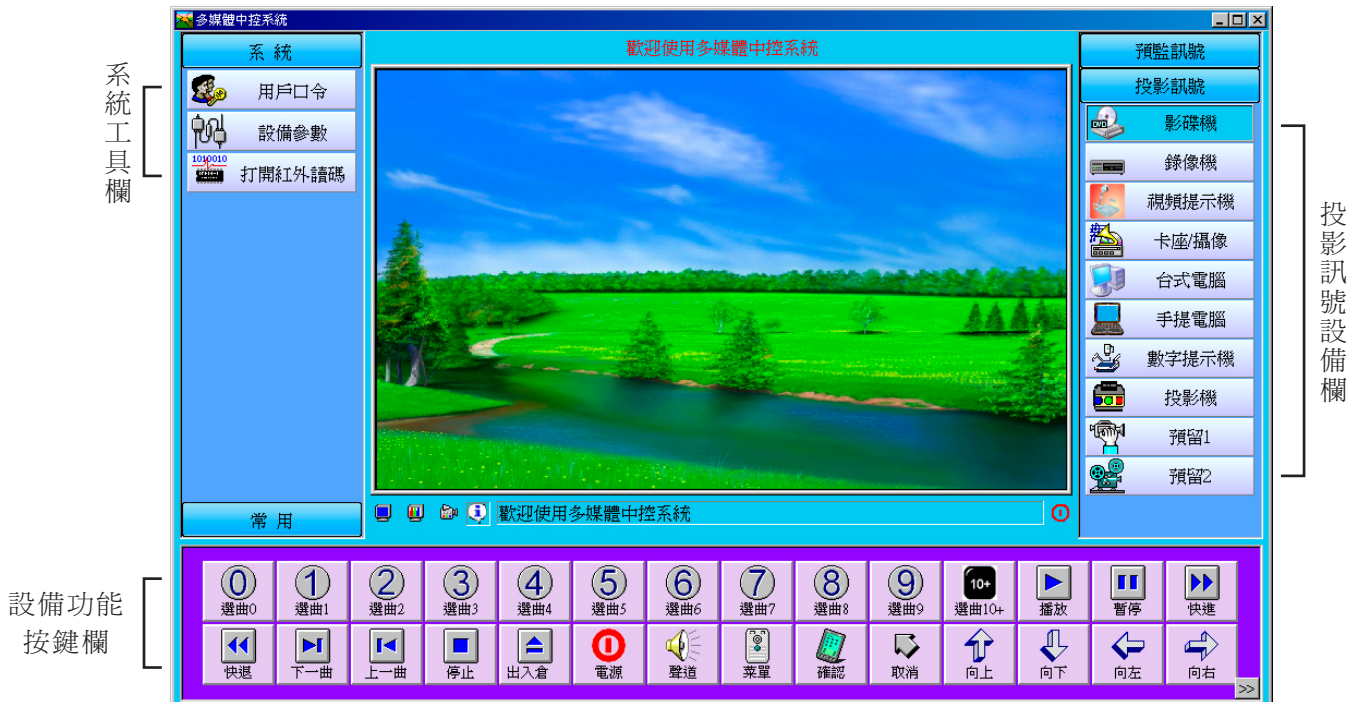 多媒體中控系統
系統
歡迎使用多媒體中控系統
預監訊號
投影訊號
系統工具欄
用戶口令
設備參數
1010010
打開紅外讀碼
DVD
影碟機
錄像機
視頻提示機
卡座/攝像
台式電腦
手提電腦
數字提示機
投影機
預留1
預留2
投影訊號設備欄
常用
歡迎使用多媒體中控系統
設備功能
按鍵欄
0 1 2 3 4 5 6 7 8 9 10+
選曲0 選曲1 選曲2 選曲3 選曲4 選曲5 選曲6 選曲7 選曲8 選曲9 選曲10+ 播放 暫停 快進
快退 下一曲 上一曲 停止 出入倉 電源 聲道 菜單 確認 取消 向上 向下 向左 向右
>>